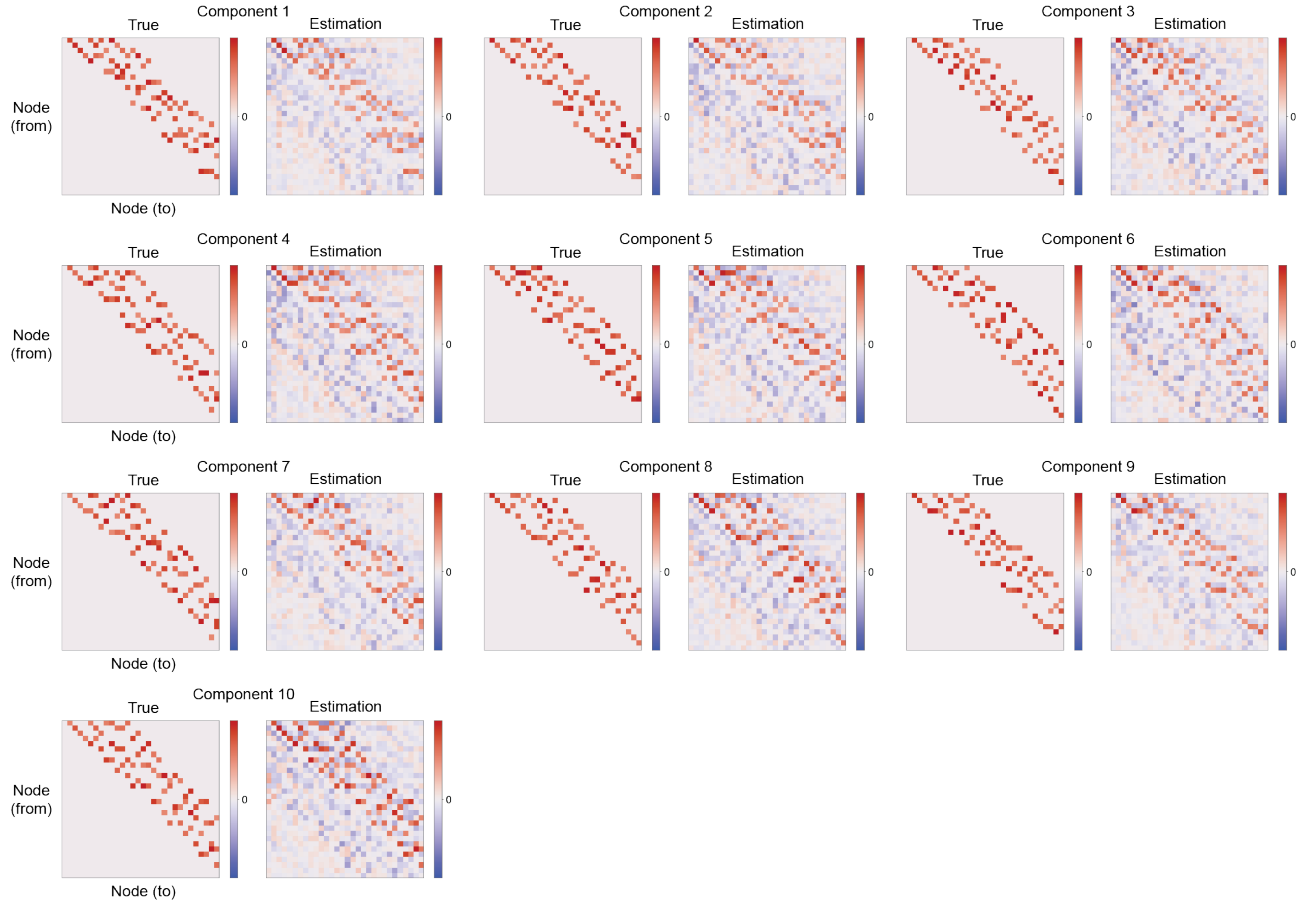 Component 1
Component 2
Component 3
True
Estimation
True
Estimation
True
Estimation
Node
(from)
0
0
0
0
0
0
Node (to)
Component 4
Component 5
Component 6
True
Estimation
True
Estimation
True
Estimation
Node
(from)
0
0
0
0
0
0
Node (to)
Component 7
Component 8
Component 9
True
Estimation
True
Estimation
True
Estimation
Node
(from)
0
0
0
0
0
0
Node (to)
Component 10
True
Estimation
Node
(from)
0
0
Node (to)